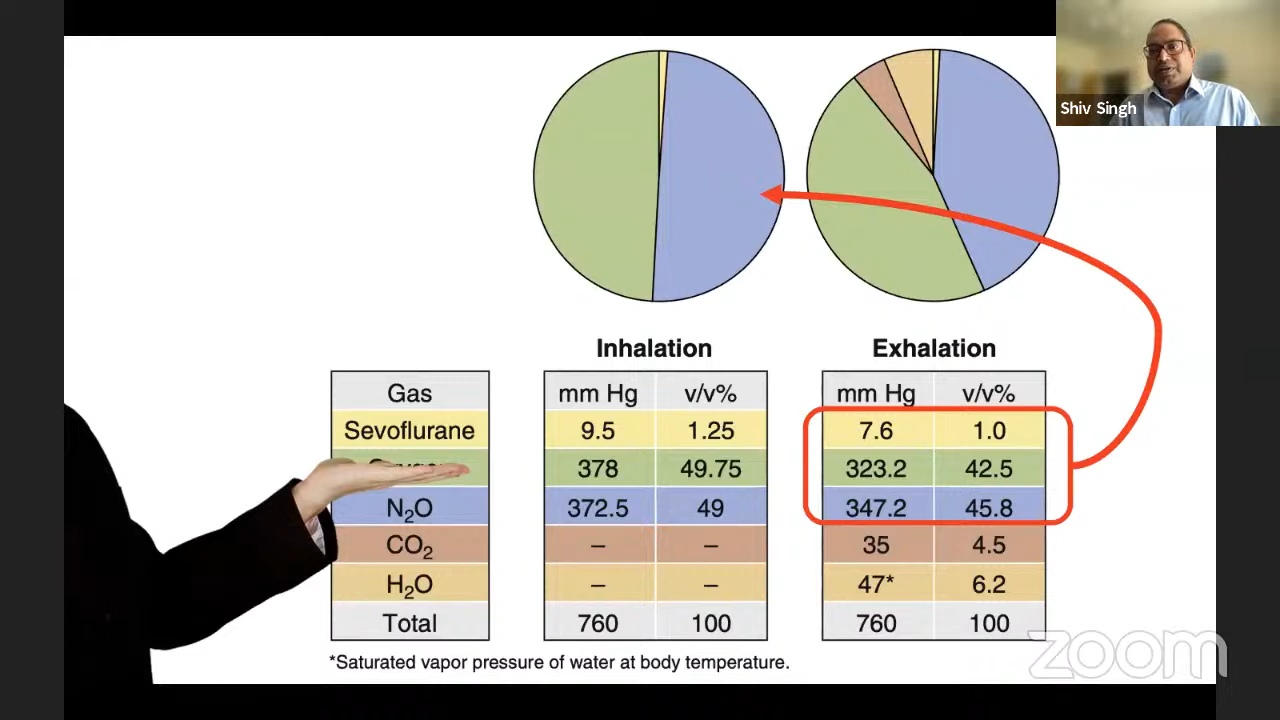 Shiv Singh
Inhalation
Exhalation
Gas
mm Hg v/v%
mm Hg v/v%
Sevoflurane
9.5 1.25
7.6 1.0
378 49.75
323.2 42.5
N₂O
372.5 49
347.2 45.8
CO₂
– –
35 4.5
H₂O
– –
47* 6.2
Total
760 100
760 100
*Saturated vapor pressure of water at body temperature.
zoom